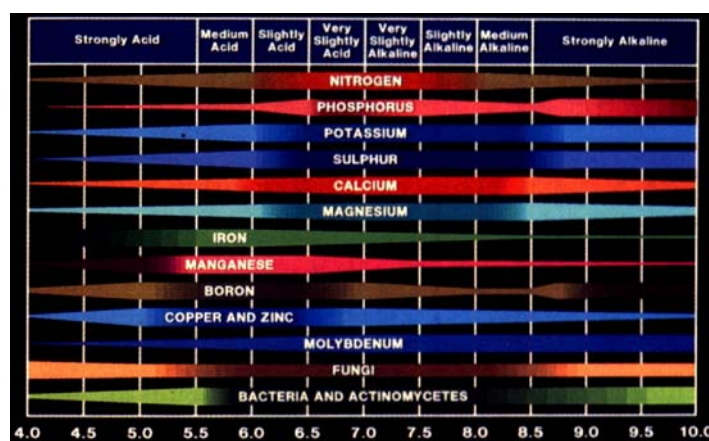 Strongly Acid
Medium
Acid
Slightly
Acid
Very
Slightly
Acid
Very
Slightly
Alkaline
Slightly
Alkaline
Medium
Alkaline
Strongly Alkaline
NITROGEN
PHOSPHORUS
POTASSIUM
SULPHUR
CALCIUM
MAGNESIUM
IRON
MANGANESE
BORON
COPPER AND ZINC
MOLYBDENUM
FUNGI
BACTERIA AND ACTINOMYCETES
4.0 4.5 5.0 5.5 6.0 6.5 7.0 7.5 8.0 8.5 9.0 9.5 10.0